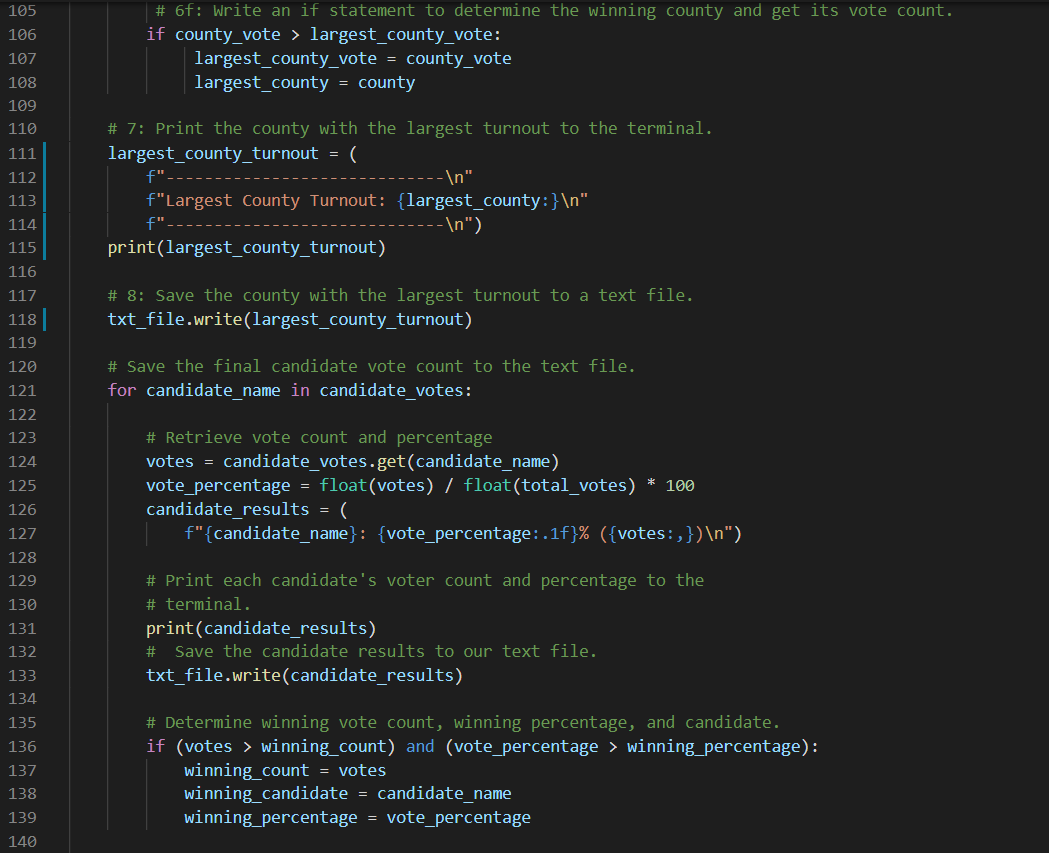 105 # 6f: Write an if statement to determine the winning county and get its vote count.
106 if county_vote > largest_county_vote:
107 largest_county_vote = county_vote
108 largest_county = county
109
110 # 7: Print the county with the largest turnout to the terminal.
111 largest_county_turnout = (
112 f"-----------------------------\n"
113 f"Largest County Turnout: {largest_county:}\n"
114 f"-----------------------------\n")
115 print(largest_county_turnout)
116
117 # 8: Save the county with the largest turnout to a text file.
118 txt_file.write(largest_county_turnout)
119
120 # Save the final candidate vote count to the text file.
121 for candidate_name in candidate_votes:
122
123 # Retrieve vote count and percentage
124 votes = candidate_votes.get(candidate_name)
125 vote_percentage = float(votes) / float(total_votes) * 100
126 candidate_results = (
127 f"{candidate_name}: {vote_percentage:.1f}% ({votes:,})\n")
128
129 # Print each candidate's voter count and percentage to the
130 # terminal.
131 print(candidate_results)
132 #  Save the candidate results to our text file.
133 txt_file.write(candidate_results)
134
135 # Determine winning vote count, winning percentage, and candidate.
136 if (votes > winning_count) and (vote_percentage > winning_percentage):
137 winning_count = votes
138 winning_candidate = candidate_name
139 winning_percentage = vote_percentage
140